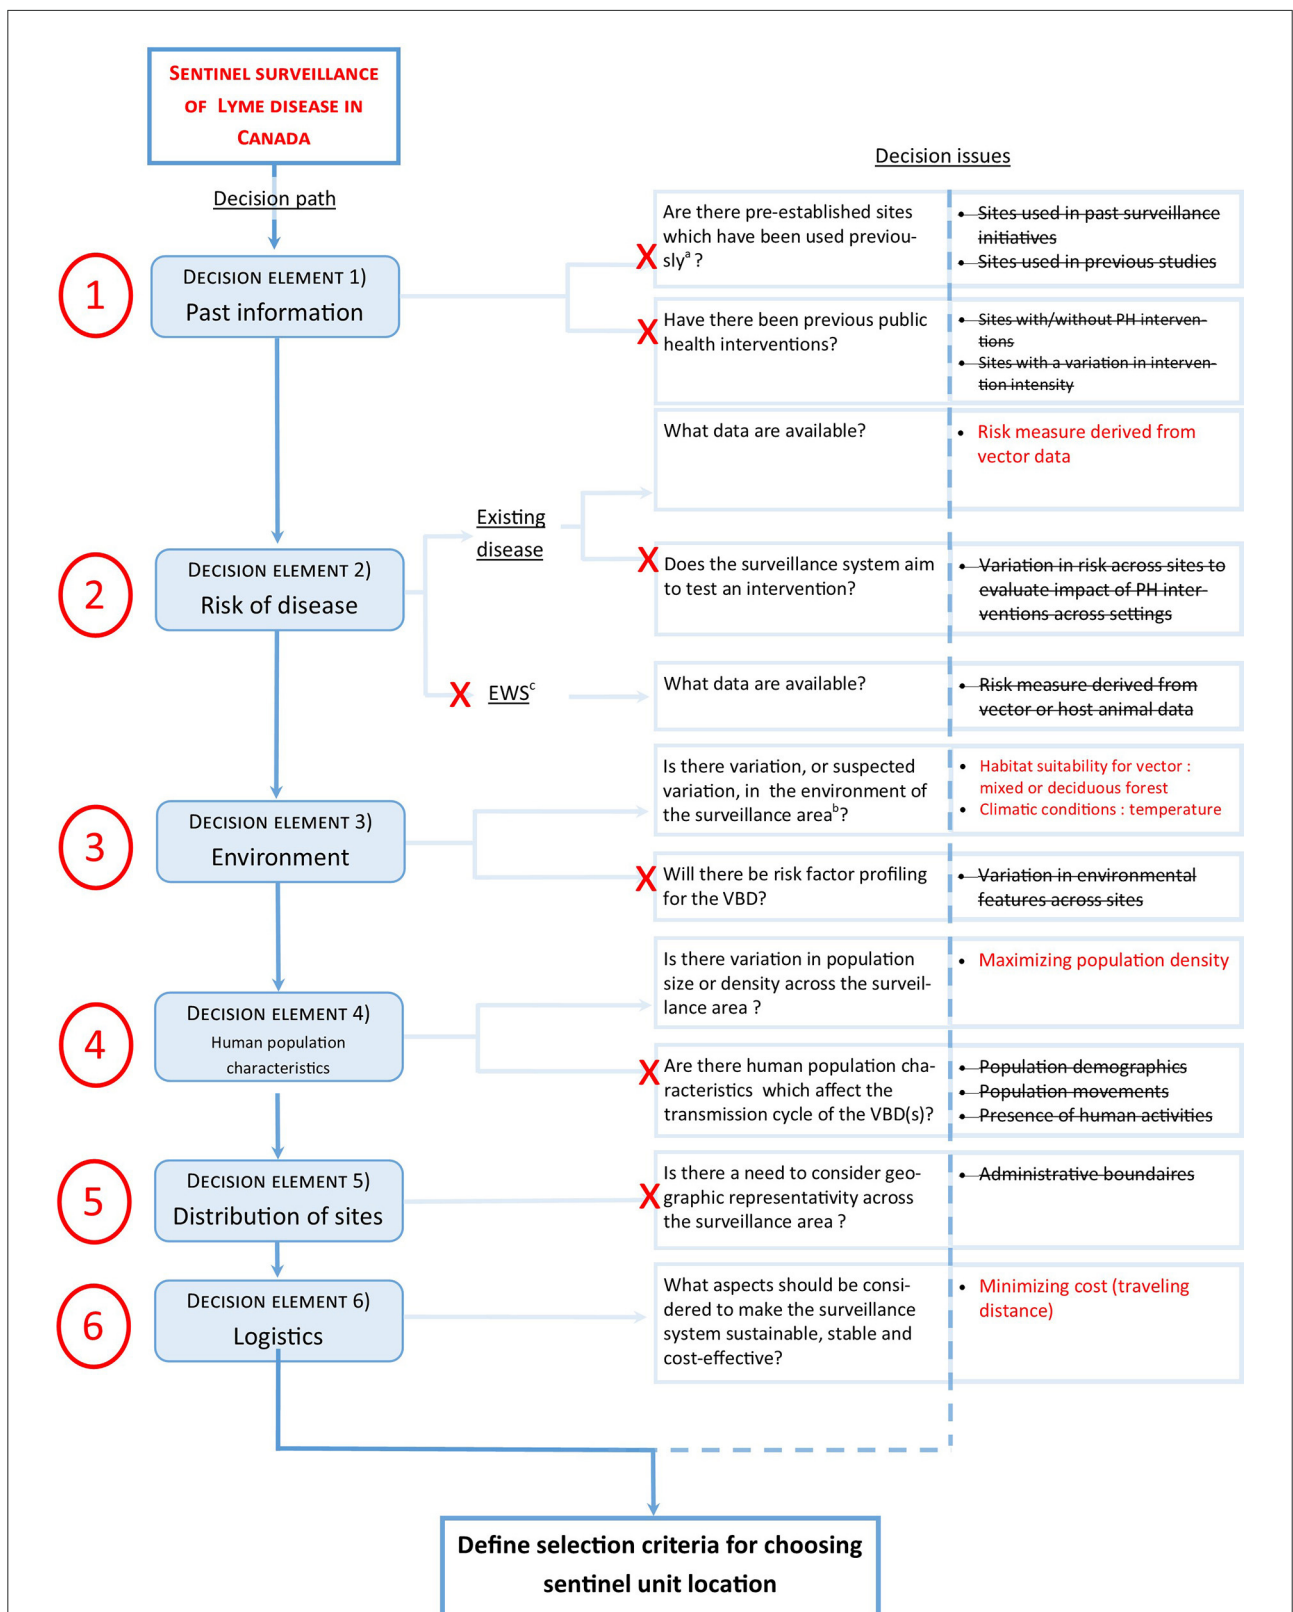 SENTINEL SURVEILLANCE
OF LYME DISEASE IN
CANADA
Decision path
Decision issues
1
DECISION ELEMENT 1)
Past information
X
Are there pre-established sites
which have been used previou-
slyª ?
• Sites used in past surveillance
initiatives
• Sites used in previous studies
X
Have there been previous public
health interventions?
• Sites with/without PH interven-
tions
• Sites with a variation in interven-
tion intensity
2
DECISION ELEMENT 2)
Risk of disease
Existing
disease
What data are available?
• Risk measure derived from
vector data
X
Does the surveillance system aim
to test an intervention?
• Variation in risk across sites to
evaluate impact of PH inter-
ventions across settings
X
EWSᶜ
What data are available?
• Risk measure derived from
vector or host animal data
3
DECISION ELEMENT 3)
Environment
Is there variation, or suspected
variation, in the environment of
the surveillance areaᵇ?
• Habitat suitability for vector :
mixed or deciduous forest
• Climatic conditions : temperature
X
Will there be risk factor profiling
for the VBD?
• Variation in environmental
features across sites
4
DECISION ELEMENT 4)
Human population
characteristics
Is there variation in population
size or density across the surveil-
lance area ?
• Maximizing population density
X
Are there human population cha-
racteristics which affect the
transmission cycle of the VBD(s)?
• Population demographics
• Population movements
• Presence of human activities
5
DECISION ELEMENT 5)
Distribution of sites
X
Is there a need to consider geo-
graphic representativity across
the surveillance area ?
• Administrative boundaires
6
DECISION ELEMENT 6)
Logistics
What aspects should be consi-
dered to make the surveillance
system sustainable, stable and
cost-effective?
• Minimizing cost (traveling
distance)
Define selection criteria for choosing
sentinel unit location